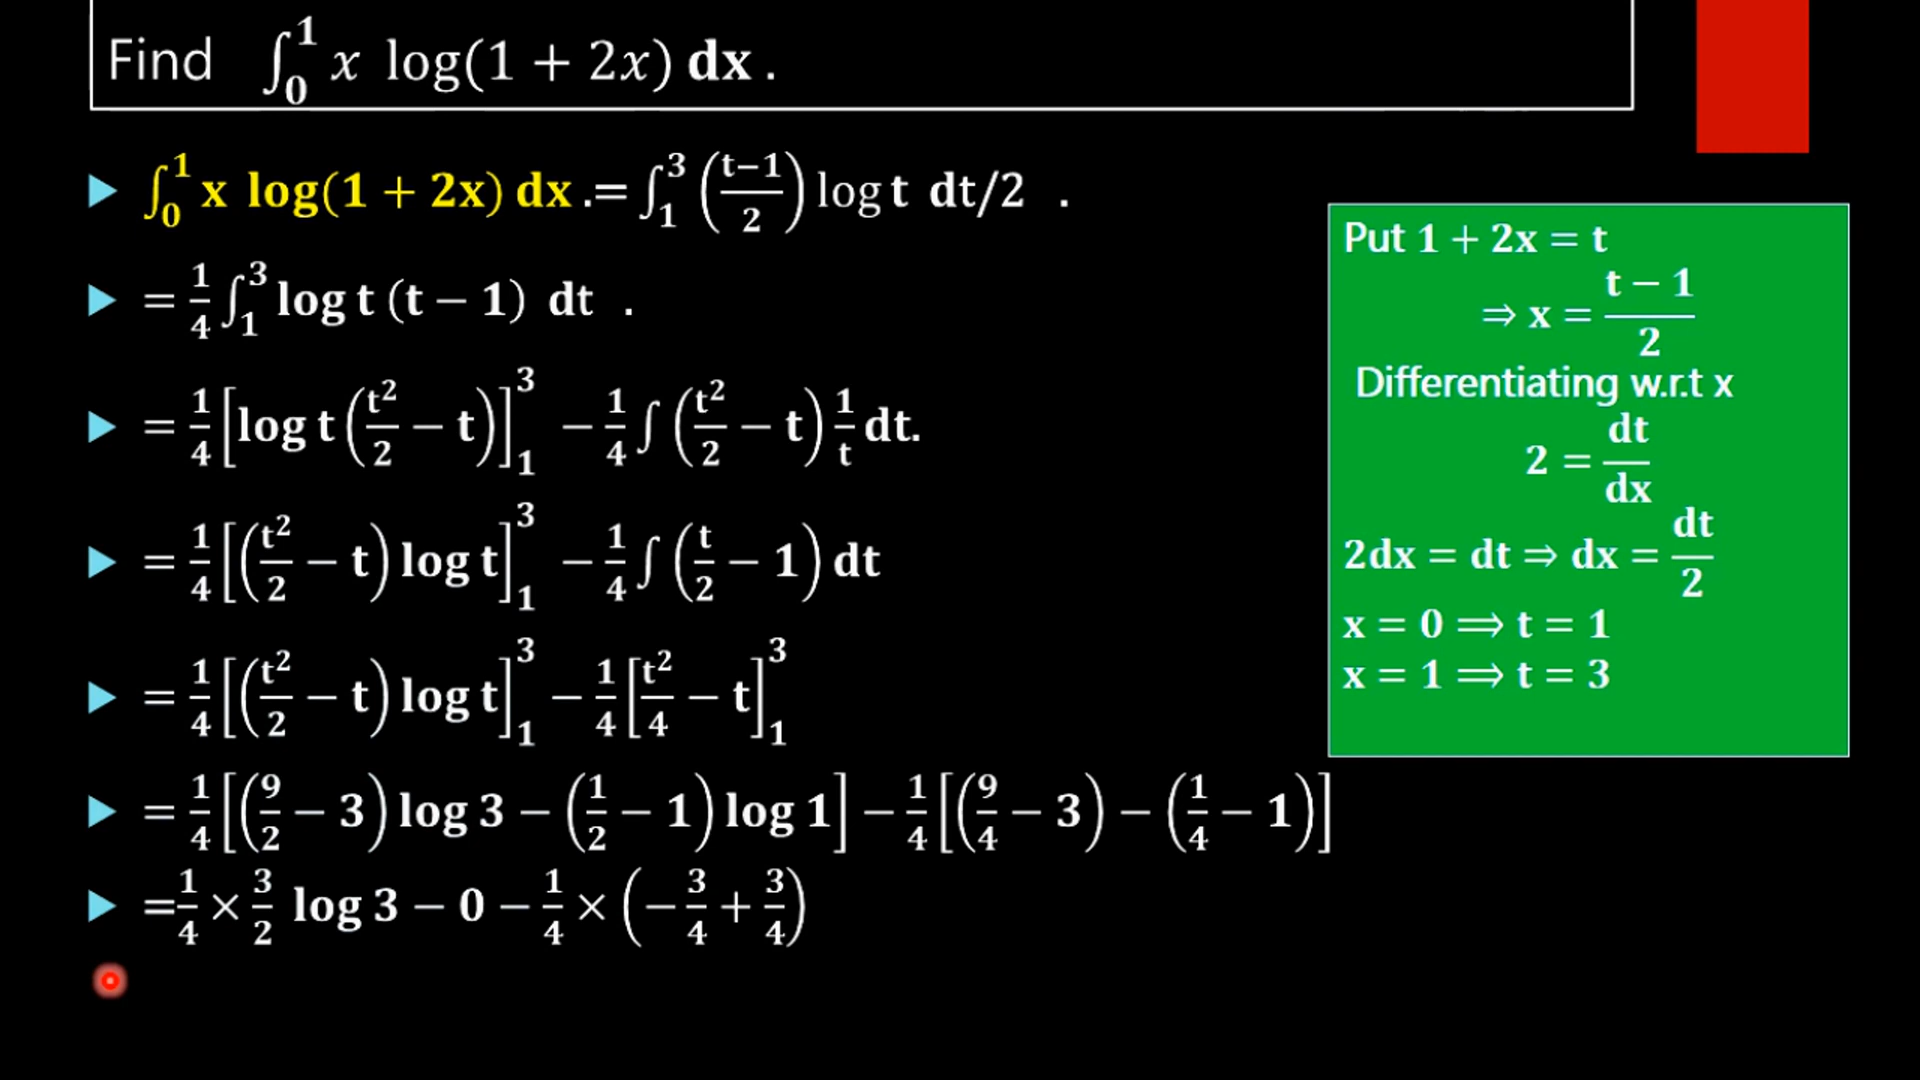 Find ∫₀¹ x log(1 + 2x) dx .
∫₀¹ x log(1 + 2x) dx .= ∫₁³ ((t−1)/2) log t dt/2 .
= 1/4 ∫₁³ log t (t − 1) dt .
= 1/4 [log t (t²/2 − t)]₁³ − 1/4 ∫ (t²/2 − t) 1/t dt.
= 1/4 [(t²/2 − t) log t]₁³ − 1/4 ∫ (t/2 − 1) dt
= 1/4 [(t²/2 − t) log t]₁³ − 1/4 [t²/4 − t]₁³
= 1/4 [(9/2 − 3) log 3 − (1/2 − 1) log 1] − 1/4 [(9/4 − 3) − (1/4 − 1)]
= 1/4 × 3/2 log 3 − 0 − 1/4 × (−3/4 + 3/4)
Put 1 + 2x = t
⇒ x = (t − 1)/2
Differentiating w.r.t x
2 = dt/dx
2dx = dt ⇒ dx = dt/2
x = 0 ⟹ t = 1
x = 1 ⟹ t = 3